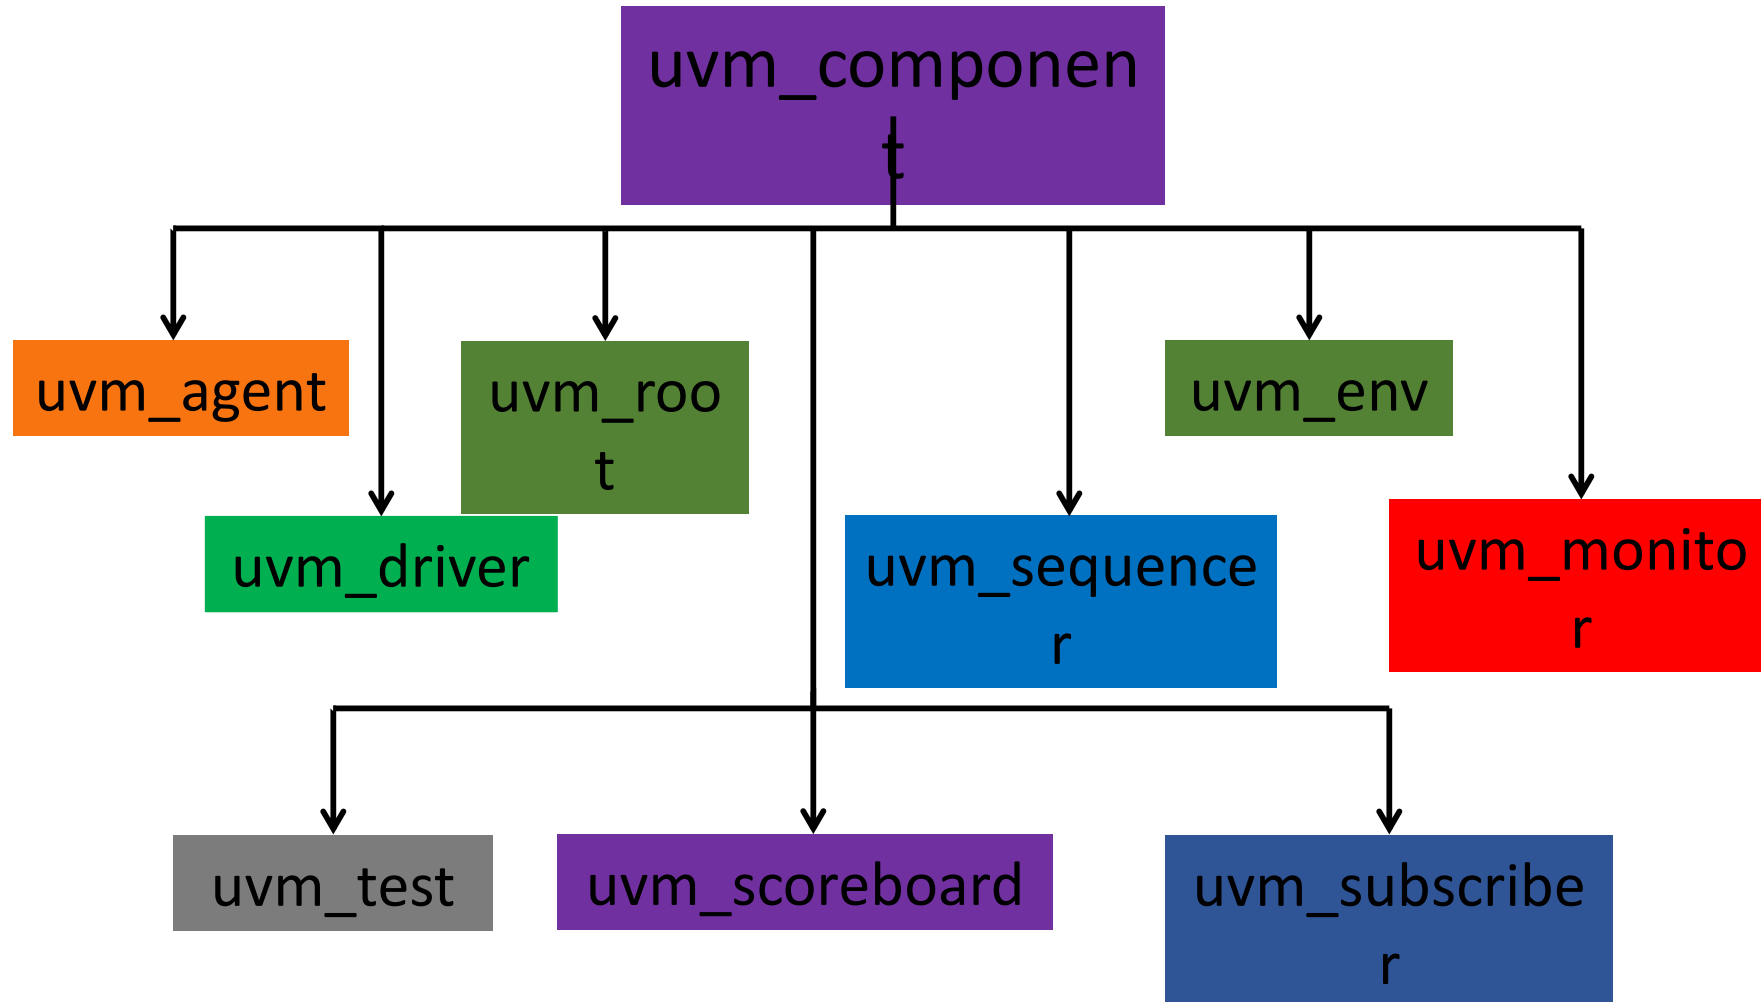 uvm_componen
t
uvm_agent
uvm_roo
t
uvm_env
uvm_driver
uvm_sequence
r
uvm_monito
r
uvm_test
uvm_scoreboard
uvm_subscribe
r